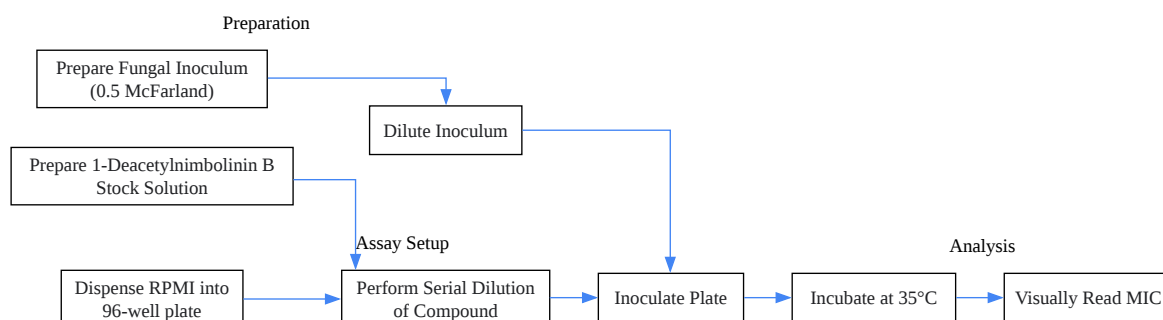 Preparation
Prepare Fungal Inoculum
(0.5 McFarland)
Dilute Inoculum
Prepare 1-Deacetylnimbolinin B
Stock Solution
Assay Setup
Analysis
Dispense RPMI into
96-well plate
Perform Serial Dilution
of Compound
Inoculate Plate
Incubate at 35°C
Visually Read MIC